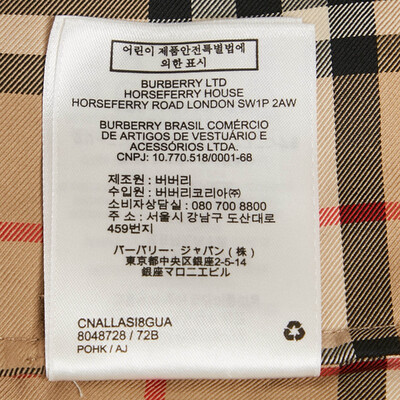 어린이 제품안전특별법에
의한 표시
BURBERRY LTD
HORSEFERRY HOUSE
HORSEFERRY ROAD LONDON SW1P 2AW
BURBERRY BRASIL COMÉRCIO
DE ARTIGOS DE VESTUÁRIO E
ACESSÓRIOS LTDA.
CNPJ: 10.770.518/0001-68
제조원 : 버버리
수입원 : 버버리코리아㈜
소비자상담실 : 080 700 8800
주 소 : 서울시 강남구 도산대로
459번지
バーバリー・ジャパン(株)
東京都中央区銀座2-5-14
銀座マロニエビル
CNALLASI8GUA
8048728 / 72B
POHK / AJ